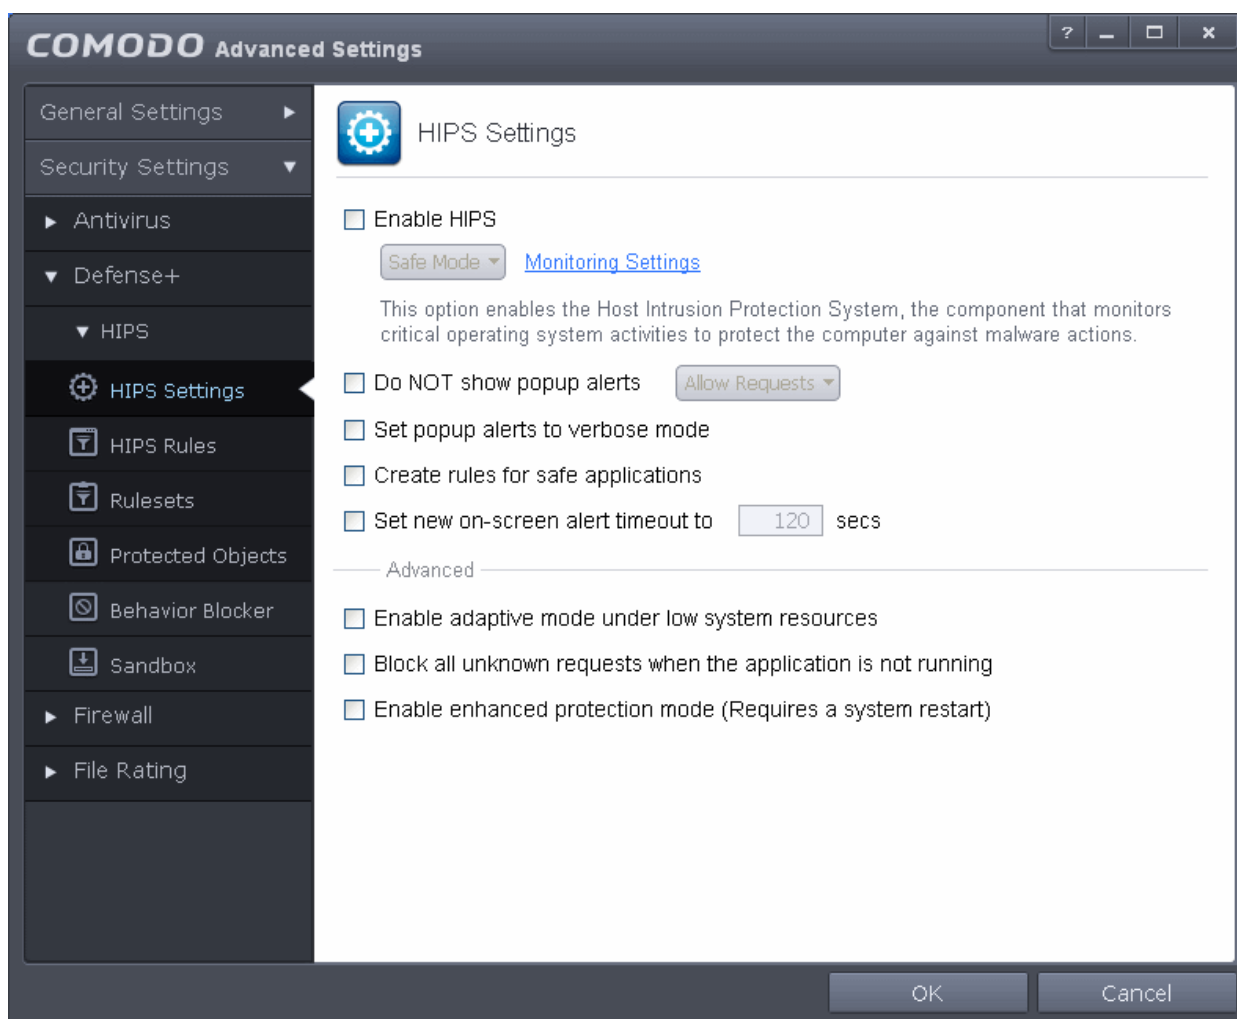 COMODO Advanced Settings
?
General Settings
Security Settings
Antivirus
Defense+
HIPS
HIPS Settings
HIPS Rules
Rulesets
Protected Objects
Behavior Blocker
Sandbox
Firewall
File Rating
HIPS Settings
Enable HIPS
Safe Mode Monitoring Settings
This option enables the Host Intrusion Protection System, the component that monitors
critical operating system activities to protect the computer against malware actions.
Do NOT show popup alerts Allow Requests
Set popup alerts to verbose mode
Create rules for safe applications
Set new on-screen alert timeout to 120 secs
Advanced
Enable adaptive mode under low system resources
Block all unknown requests when the application is not running
Enable enhanced protection mode (Requires a system restart)
OK Cancel